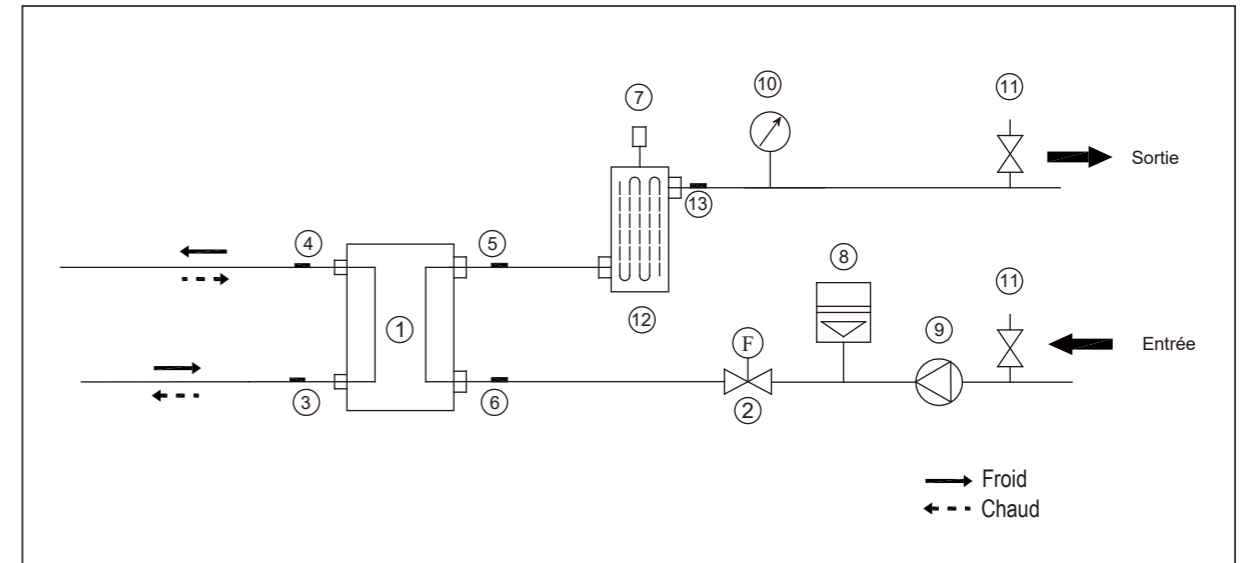 ⑦
⑩
⑪
Sortie
⑬
④
⑤
⑧
⑪
①
⑫
⑨
F
Entrée
③
⑥
②
Froid
Chaud